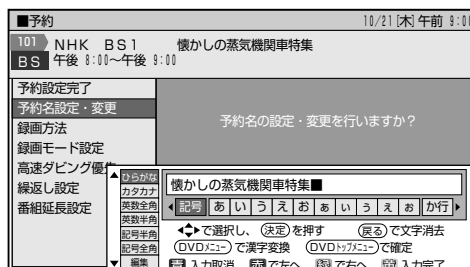 ■予約 10/21[木]午前 9:00
101 NHK BS1 懐かしの蒸気機関車特集
BS 午後 8:00~午後 9:00
予約設定完了
予約名設定・変更
録画方法
録画モード設定
高速ダビング優先
繰返し設定
番組延長設定
予約名の設定・変更を行いますか?
▲ ひらがな
カタカナ
英数全角
英数半角
記号半角
記号全角
▼ 編集
懐かしの蒸気機関車特集■
◀ 記号 あ い う え お ぁ ぃ ぅ ぇ ぉ か行 ▶
で選択し、 決定 を押す 戻る で文字消去
DVDメニュー で漢字変換 DVDトップメニュー で確定
入力取消 で左へ で右へ 入力完了